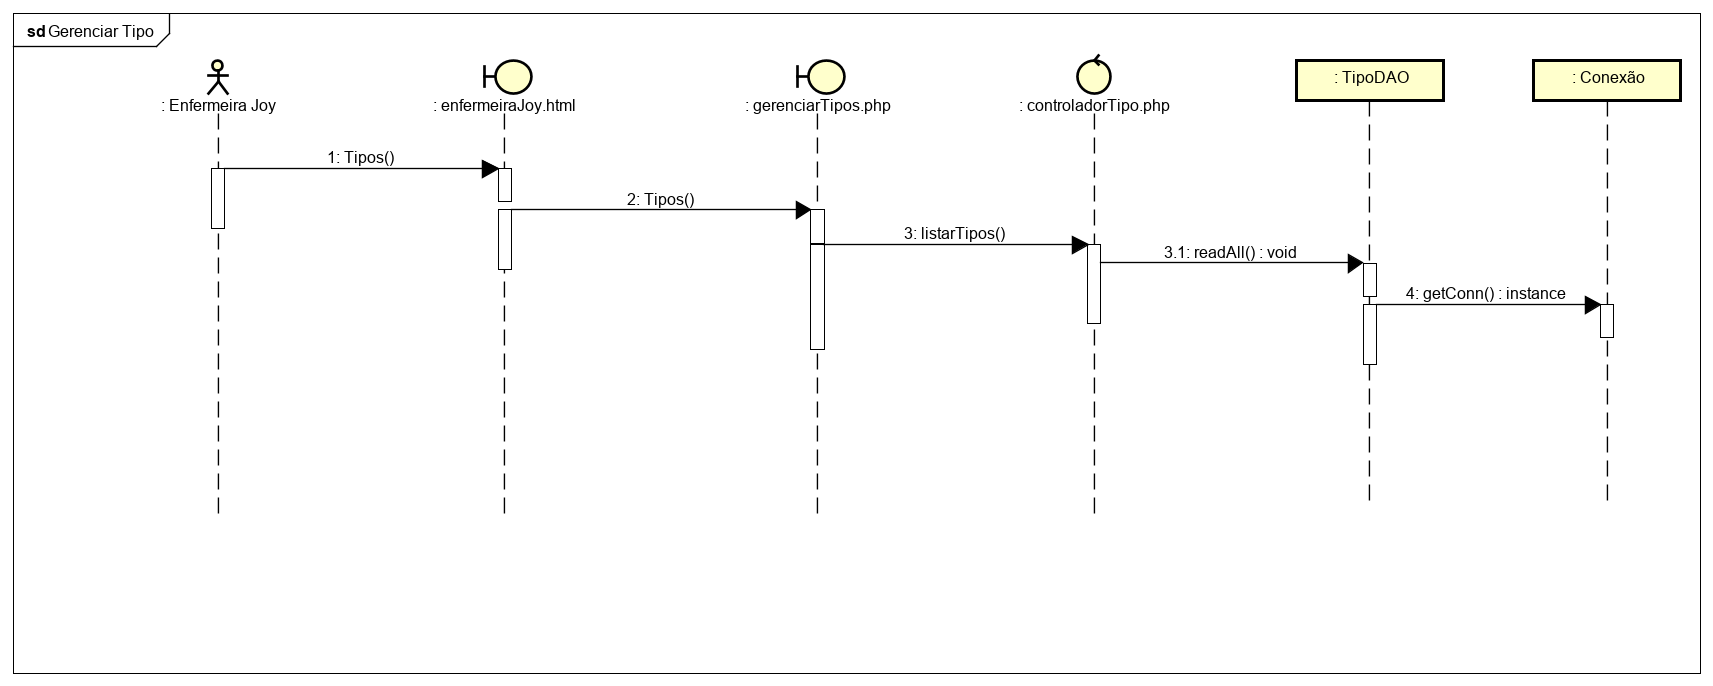 sd Gerenciar Tipo
: Enfermeira Joy
: enfermeiraJoy.html
: gerenciarTipos.php
: controladorTipo.php
: TipoDAO
: Conexão
1: Tipos()
2: Tipos()
3: listarTipos()
3.1: readAll() : void
4: getConn() : instance